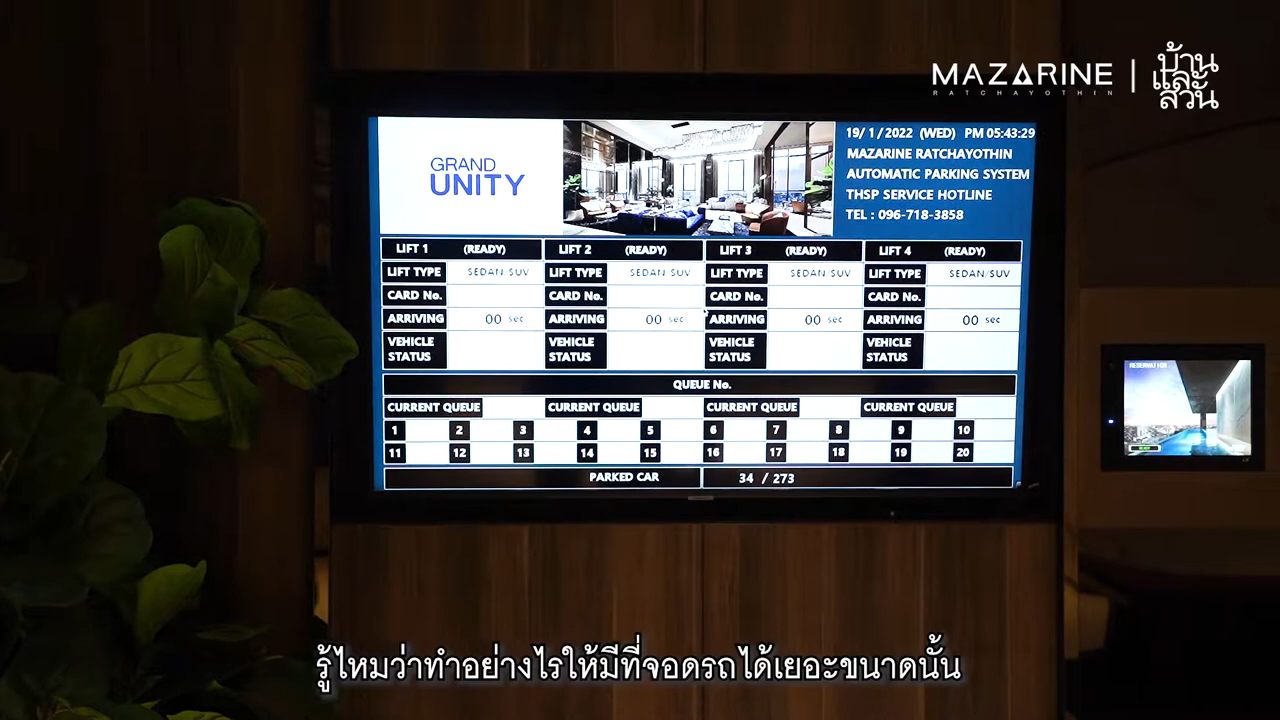 MAZARINE
RATCHAYOTHIN
บ้าน
และ
สวน
GRAND
UNITY
19/ 1 / 2022 (WED) PM 05:43:29
MAZARINE RATCHAYOTHIN
AUTOMATIC PARKING SYSTEM
THSP SERVICE HOTLINE
TEL : 096-718-3858
LIFT 1 (READY) LIFT 2 (READY) LIFT 3 (READY) LIFT 4 (READY)
LIFT TYPE SEDAN/SUV LIFT TYPE SEDAN/SUV LIFT TYPE SEDAN/SUV LIFT TYPE SEDAN/SUV
CARD No. CARD No. CARD No. CARD No.
ARRIVING 00 sec ARRIVING 00 sec ARRIVING 00 sec ARRIVING 00 sec
VEHICLE VEHICLE VEHICLE VEHICLE
STATUS STATUS STATUS STATUS
QUEUE No.
CURRENT QUEUE CURRENT QUEUE CURRENT QUEUE CURRENT QUEUE
1 2 3 4 5 6 7 8 9 10
11 12 13 14 15 16 17 18 19 20
PARKED CAR 34 / 273
RESERVATION
รู้ไหมว่าทำอย่างไรให้มีที่จอดรถได้เยอะขนาดนั้น